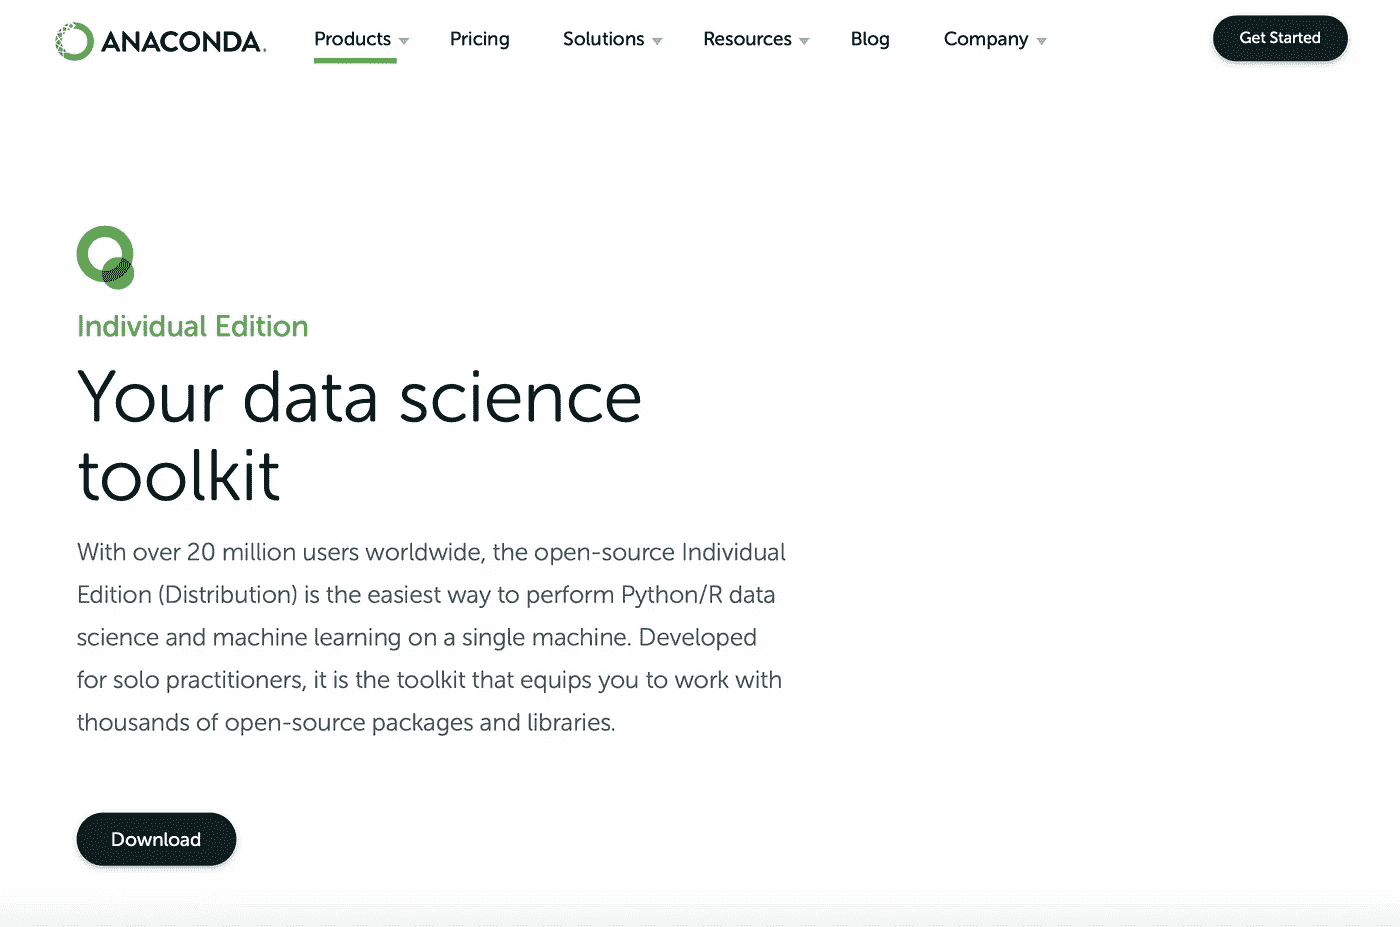 ANACONDA.
Products
Pricing
Solutions
Resources
Blog
Company
Get Started
Individual Edition
Your data science
toolkit
With over 20 million users worldwide, the open-source Individual
Edition (Distribution) is the easiest way to perform Python/R data
science and machine learning on a single machine. Developed
for solo practitioners, it is the toolkit that equips you to work with
thousands of open-source packages and libraries.
Download